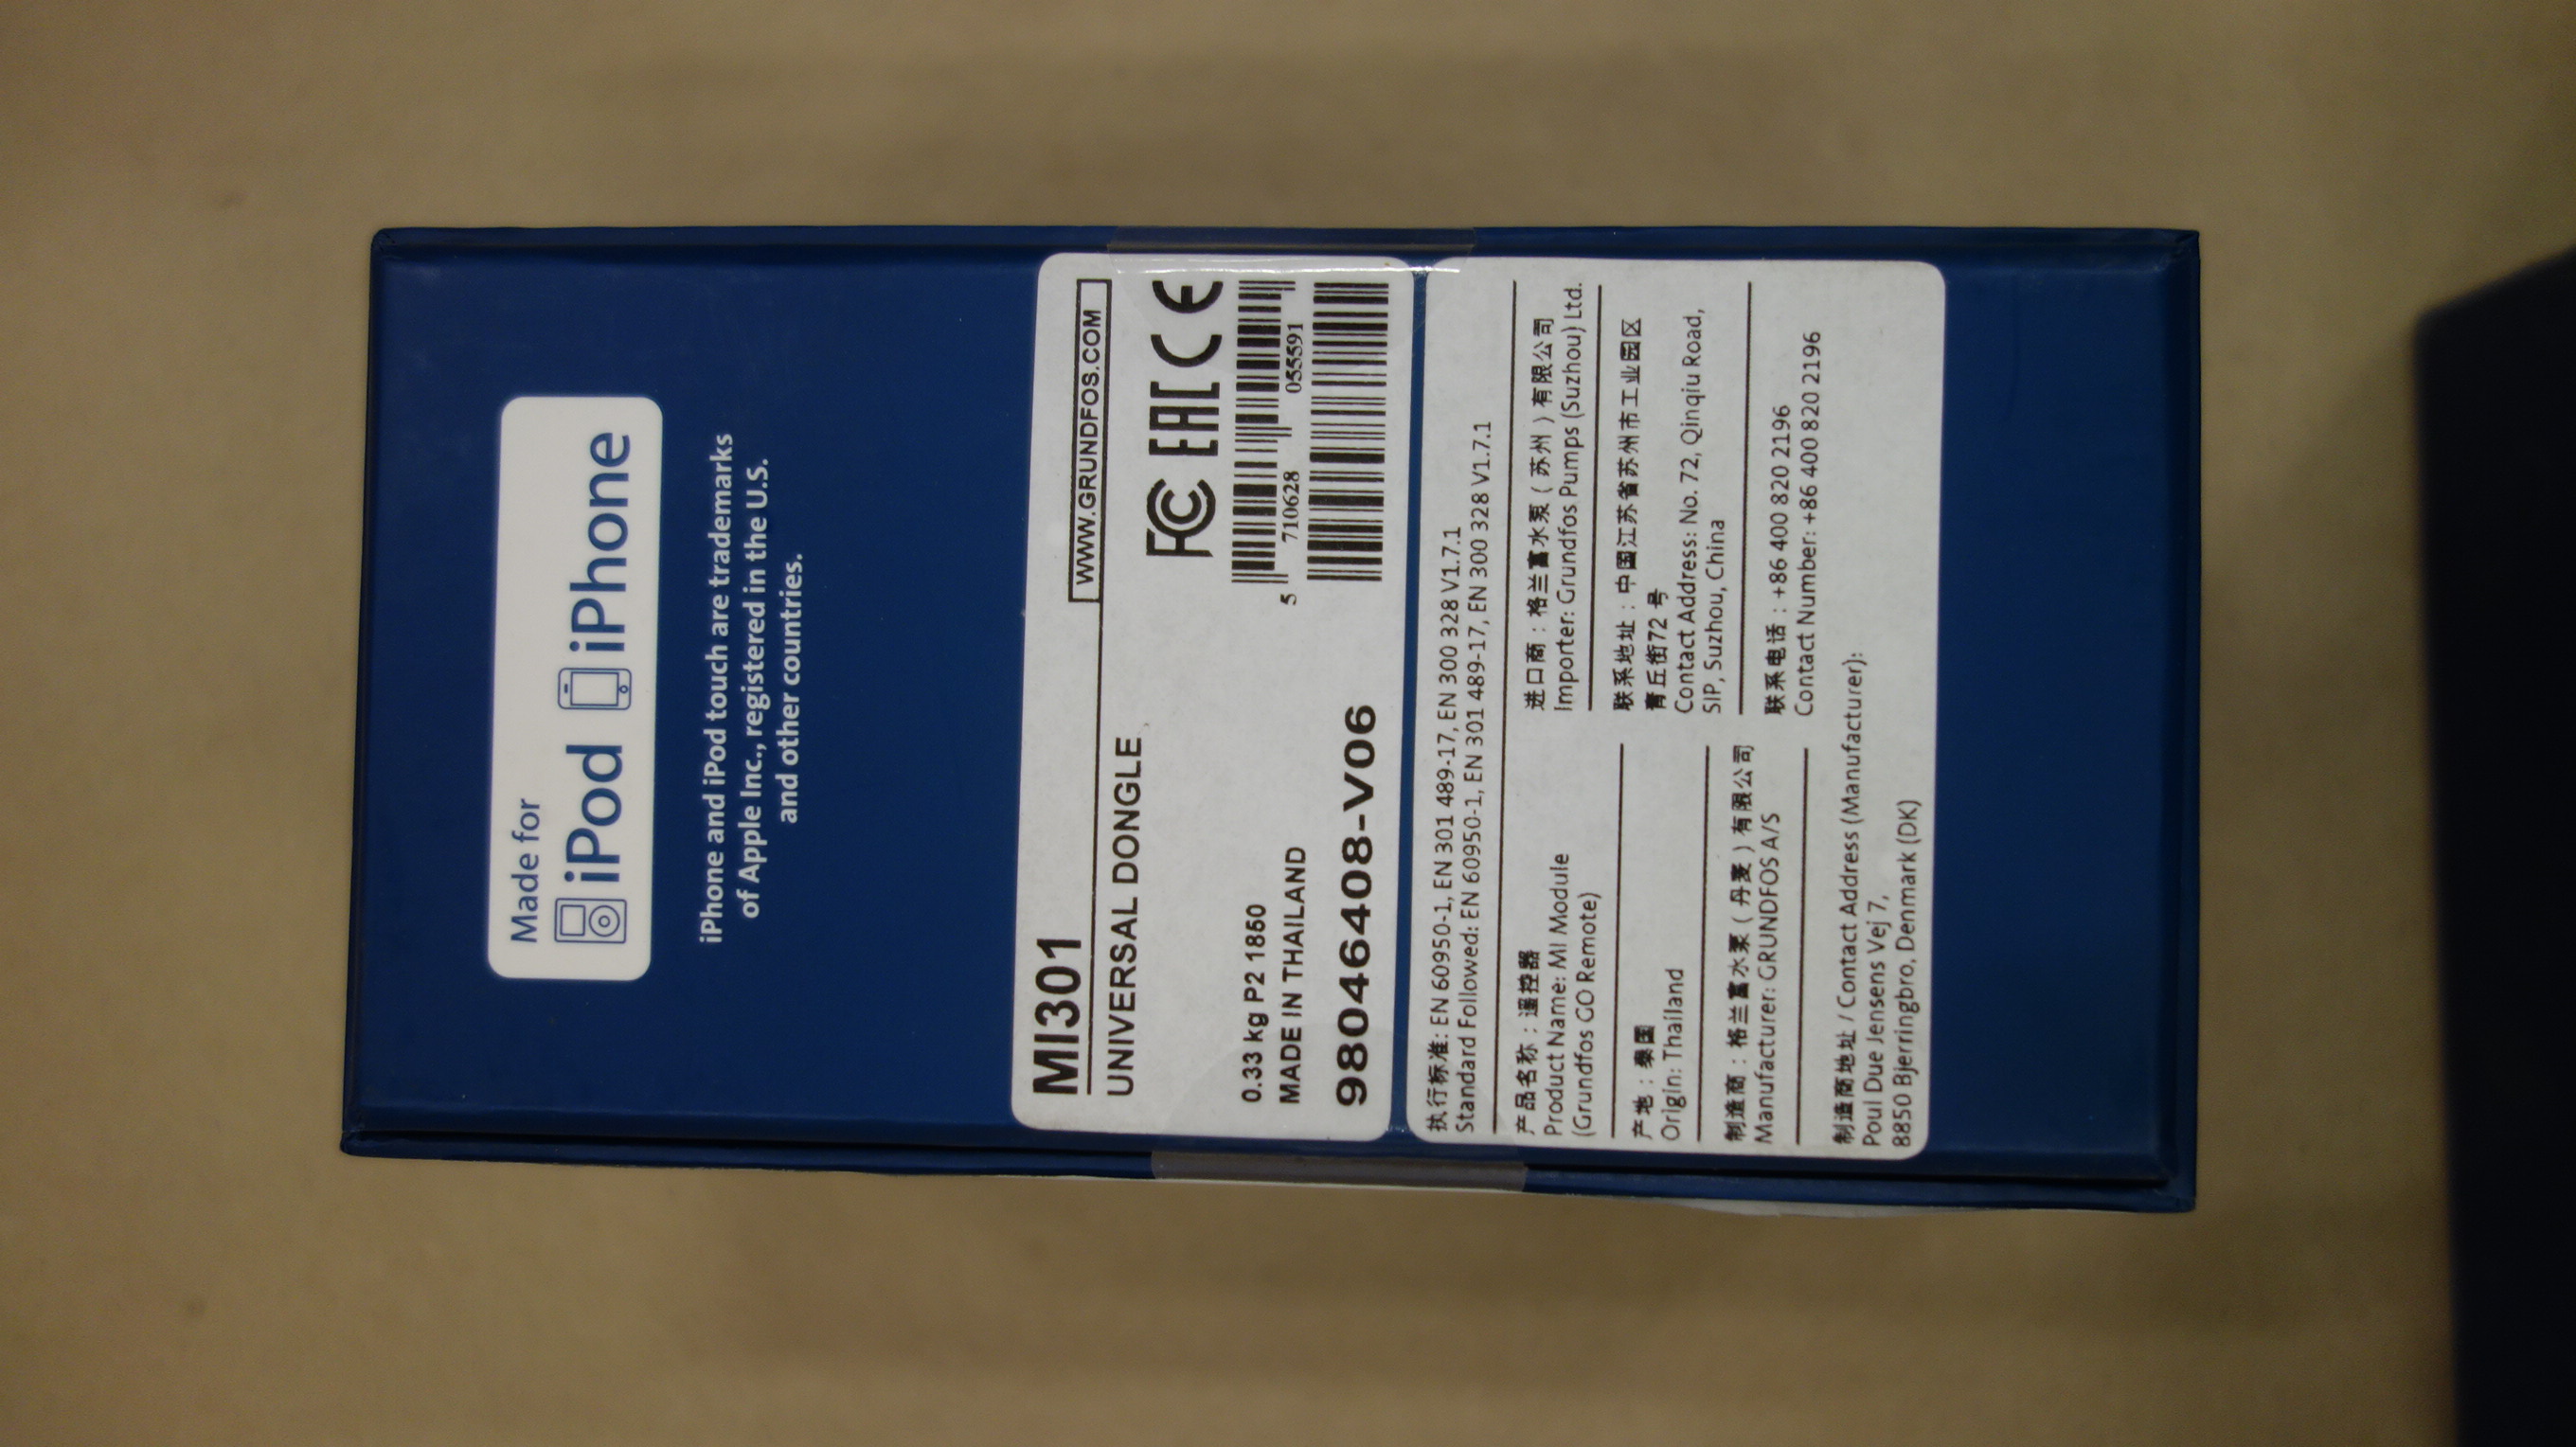 Made for
iPod iPhone
iPhone and iPod touch are trademarks
of Apple Inc., registered in the U.S.
and other countries.
MI301
WWW.GRUNDFOS.COM
UNIVERSAL DONGLE
FC EAC CE
0.33 kg P2 1850
MADE IN THAILAND
5 710628 055591
98046408-V06
执行标准: EN 60950-1, EN 301 489-17, EN 300 328 V1.7.1
Standard Followed: EN 60950-1, EN 301 489-17, EN 300 328 V1.7.1
产品名称：遥控器
Product Name: MI Module
(Grundfos GO Remote)
产地：泰国
Origin: Thailand
制造商：格兰富水泵（丹麦）有限公司
Manufacturer: GRUNDFOS A/S
制造商地址 / Contact Address (Manufacturer):
Poul Due Jensens Vej 7,
8850 Bjerringbro, Denmark (DK)
进口商：格兰富水泵（苏州）有限公司
Importer: Grundfos Pumps (Suzhou) Ltd.
联系地址：中国江苏省苏州市工业园区
青丘街72 号
Contact Address: No. 72, Qinqiu Road,
SIP, Suzhou, China
联系电话：+86 400 820 2196
Contact Number: +86 400 820 2196